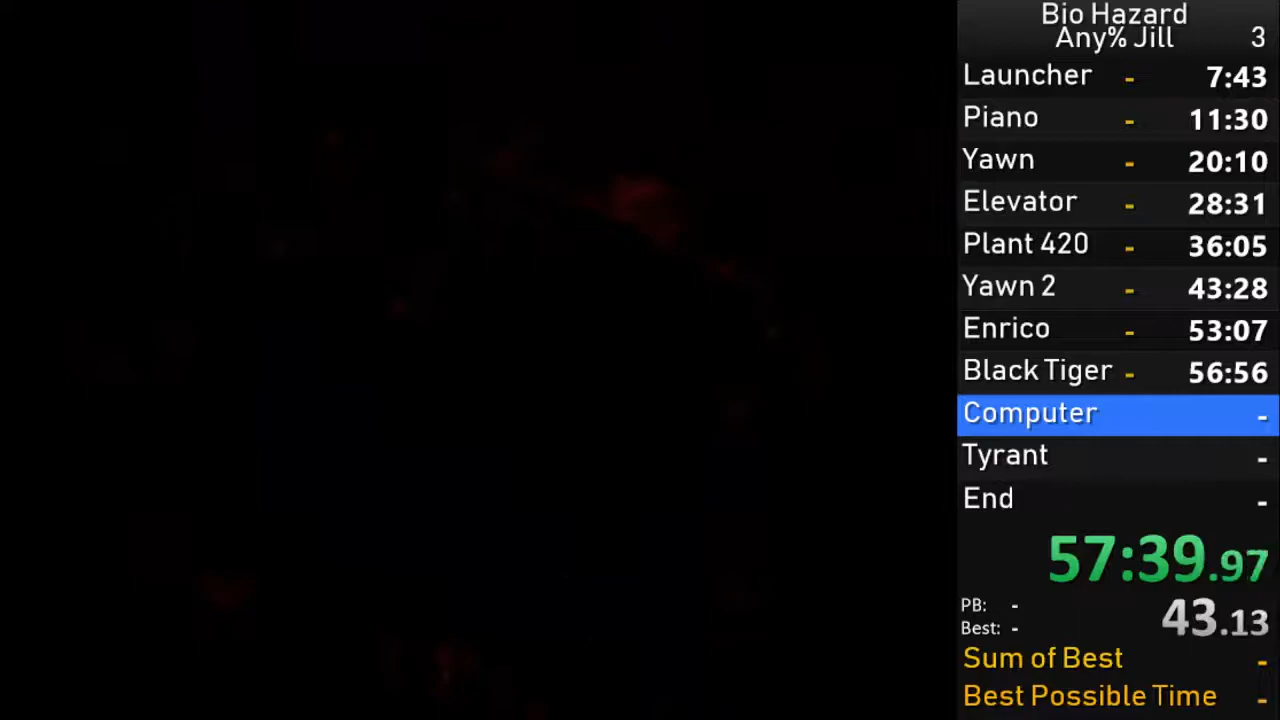 Bio Hazard
Any% Jill 3
Launcher - 7:43
Piano - 11:30
Yawn - 20:10
Elevator - 28:31
Plant 420 - 36:05
Yawn 2 - 43:28
Enrico - 53:07
Black Tiger - 56:56
Computer -
Tyrant -
End -
57:39.97
PB: -
Best: - 43.13
Sum of Best -
Best Possible Time -